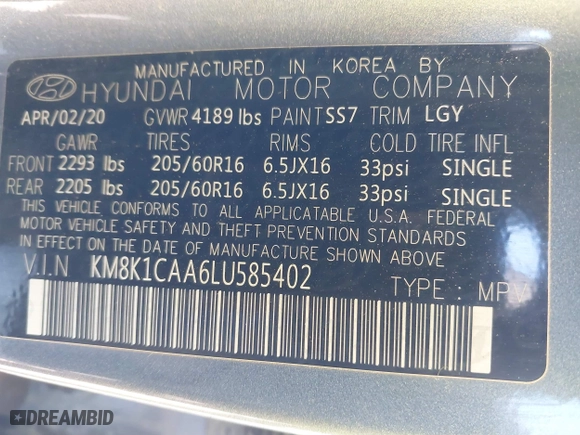 MANUFACTURED IN KOREA BY
HYUNDAI MOTOR COMPANY
APR/02/20 GVWR 4189 lbs PAINT SS7 TRIM LGY
GAWR TIRES RIMS COLD TIRE INFL
FRONT 2293 lbs 205/60R16 6.5JX16 33psi SINGLE
REAR 2205 lbs 205/60R16 6.5JX16 33psi SINGLE
THIS VEHICLE CONFORMS TO ALL APPLICATABLE U.S.A. FEDERAL
MOTOR VEHICLE SAFETY AND THEFT PREVENTION STANDARDS
IN EFFECT ON THE DATE OF MANUFACTURE SHOWN ABOVE
V.I.N KM8K1CAA6LU585402 TYPE : MPV
DREAMBID